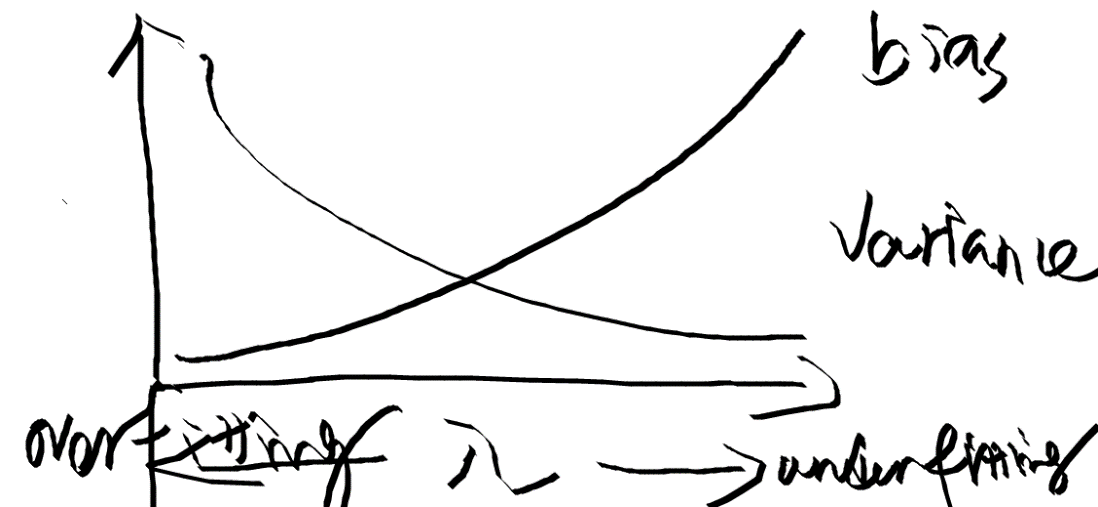 bias
variance
overfitting λ underfitting